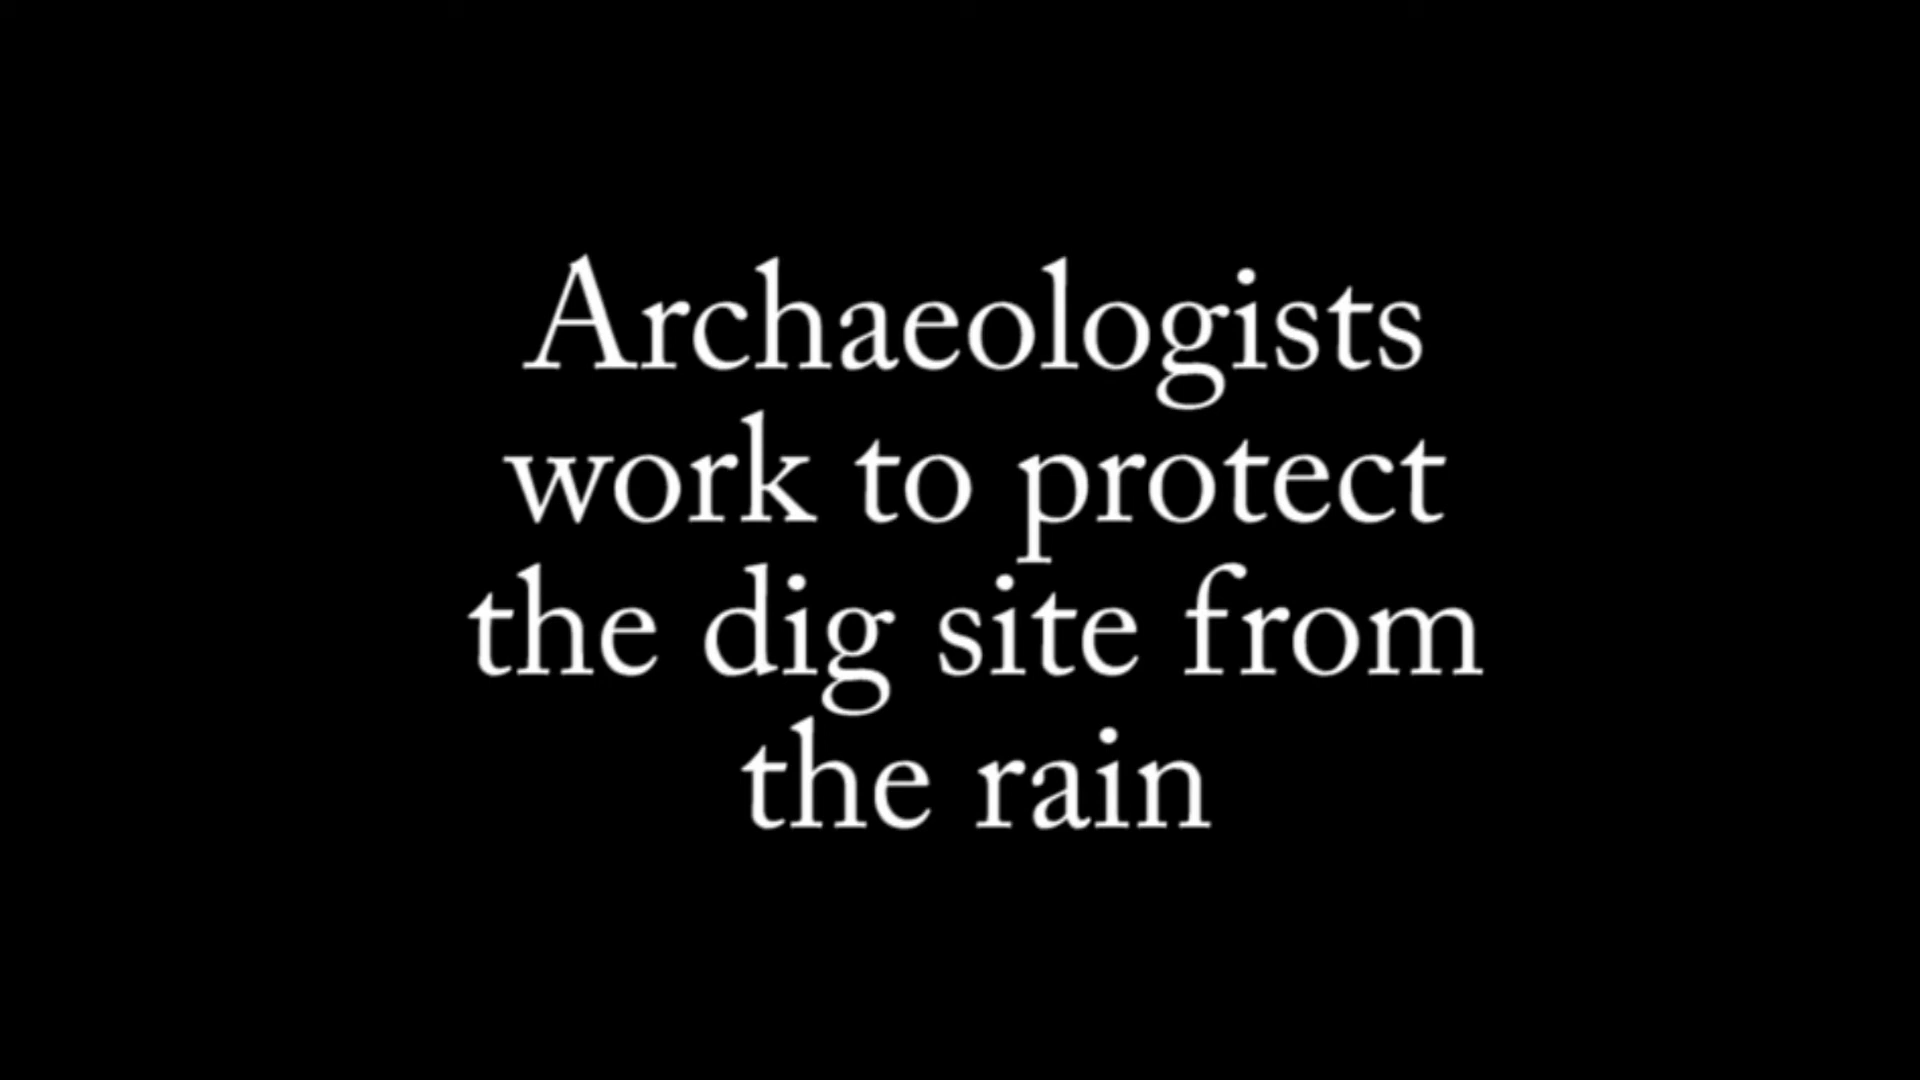 Archaeologists
work to protect
the dig site from
the rain